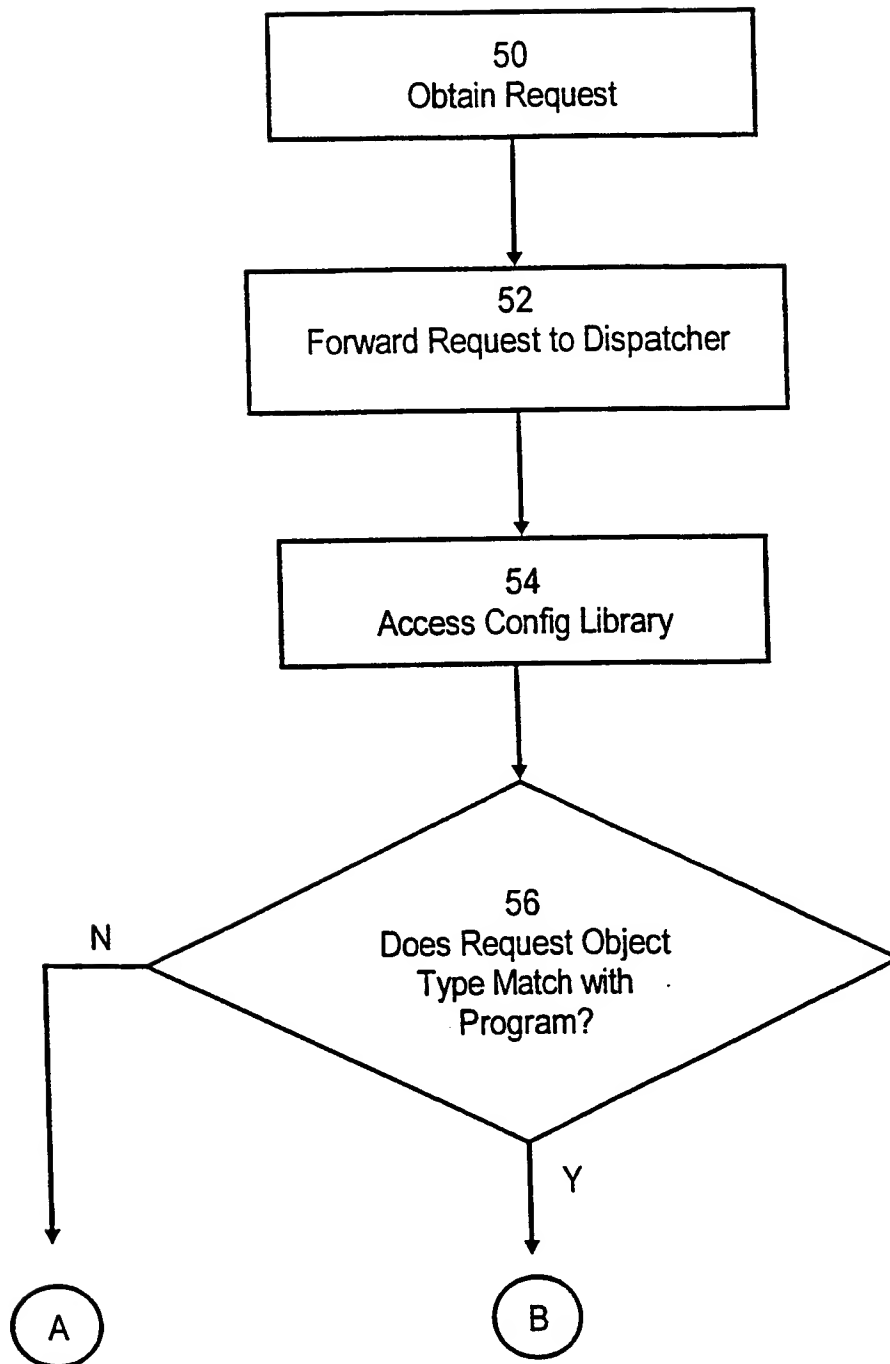 50
Obtain Request
52
Forward Request to Dispatcher
54
Access Config Library
56
Does Request Object
Type Match with
Program?
N
Y
A
B